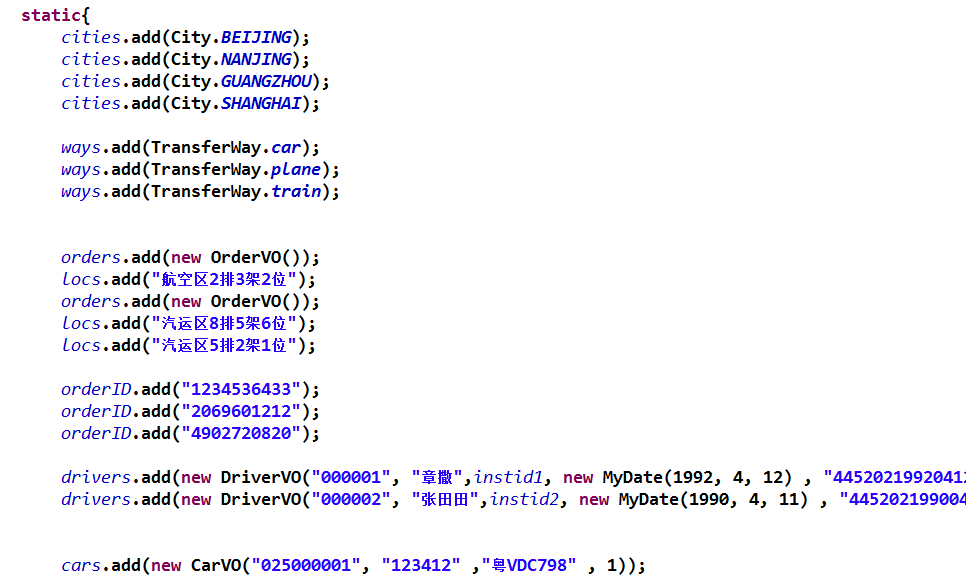 static{
cities.add(City.BEIJING);
cities.add(City.NANJING);
cities.add(City.GUANGZHOU);
cities.add(City.SHANGHAI);
ways.add(TransferWay.car);
ways.add(TransferWay.plane);
ways.add(TransferWay.train);
orders.add(new OrderVO());
locs.add("航空区2排3架2位");
orders.add(new OrderVO());
locs.add("汽运区8排5架6位");
locs.add("汽运区5排2架1位");
orderID.add("1234536433");
orderID.add("2069601212");
orderID.add("4902720820");
drivers.add(new DriverVO("000001", "章撒",instid1, new MyDate(1992, 4, 12) , "44520219920412
drivers.add(new DriverVO("000002", "张田田",instid2, new MyDate(1990, 4, 11) , "445202199004
cars.add(new CarVO("025000001", "123412" ,"粤VDC798" , 1));